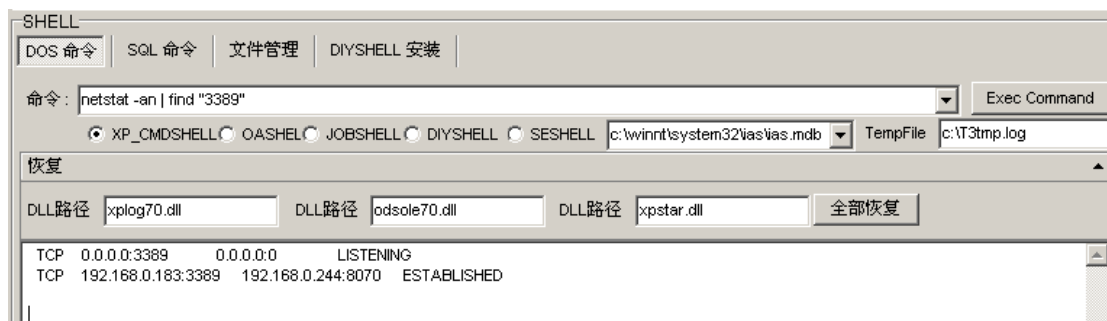 SHELL
DOS 命令 SQL 命令 文件管理 DIYSHELL 安装
命令: netstat -an | find "3389" Exec Command
XP_CMDSHELL OASHEL JOBSHELL DIYSHELL SESHELL c:\winnt\system32\ias\ias.mdb TempFile c:\T3tmp.log
恢复
DLL路径 xplog70.dll DLL路径 odsole70.dll DLL路径 xpstar.dll 全部恢复
TCP 0.0.0.0:3389 0.0.0.0:0 LISTENING
TCP 192.168.0.183:3389 192.168.0.244:8070 ESTABLISHED